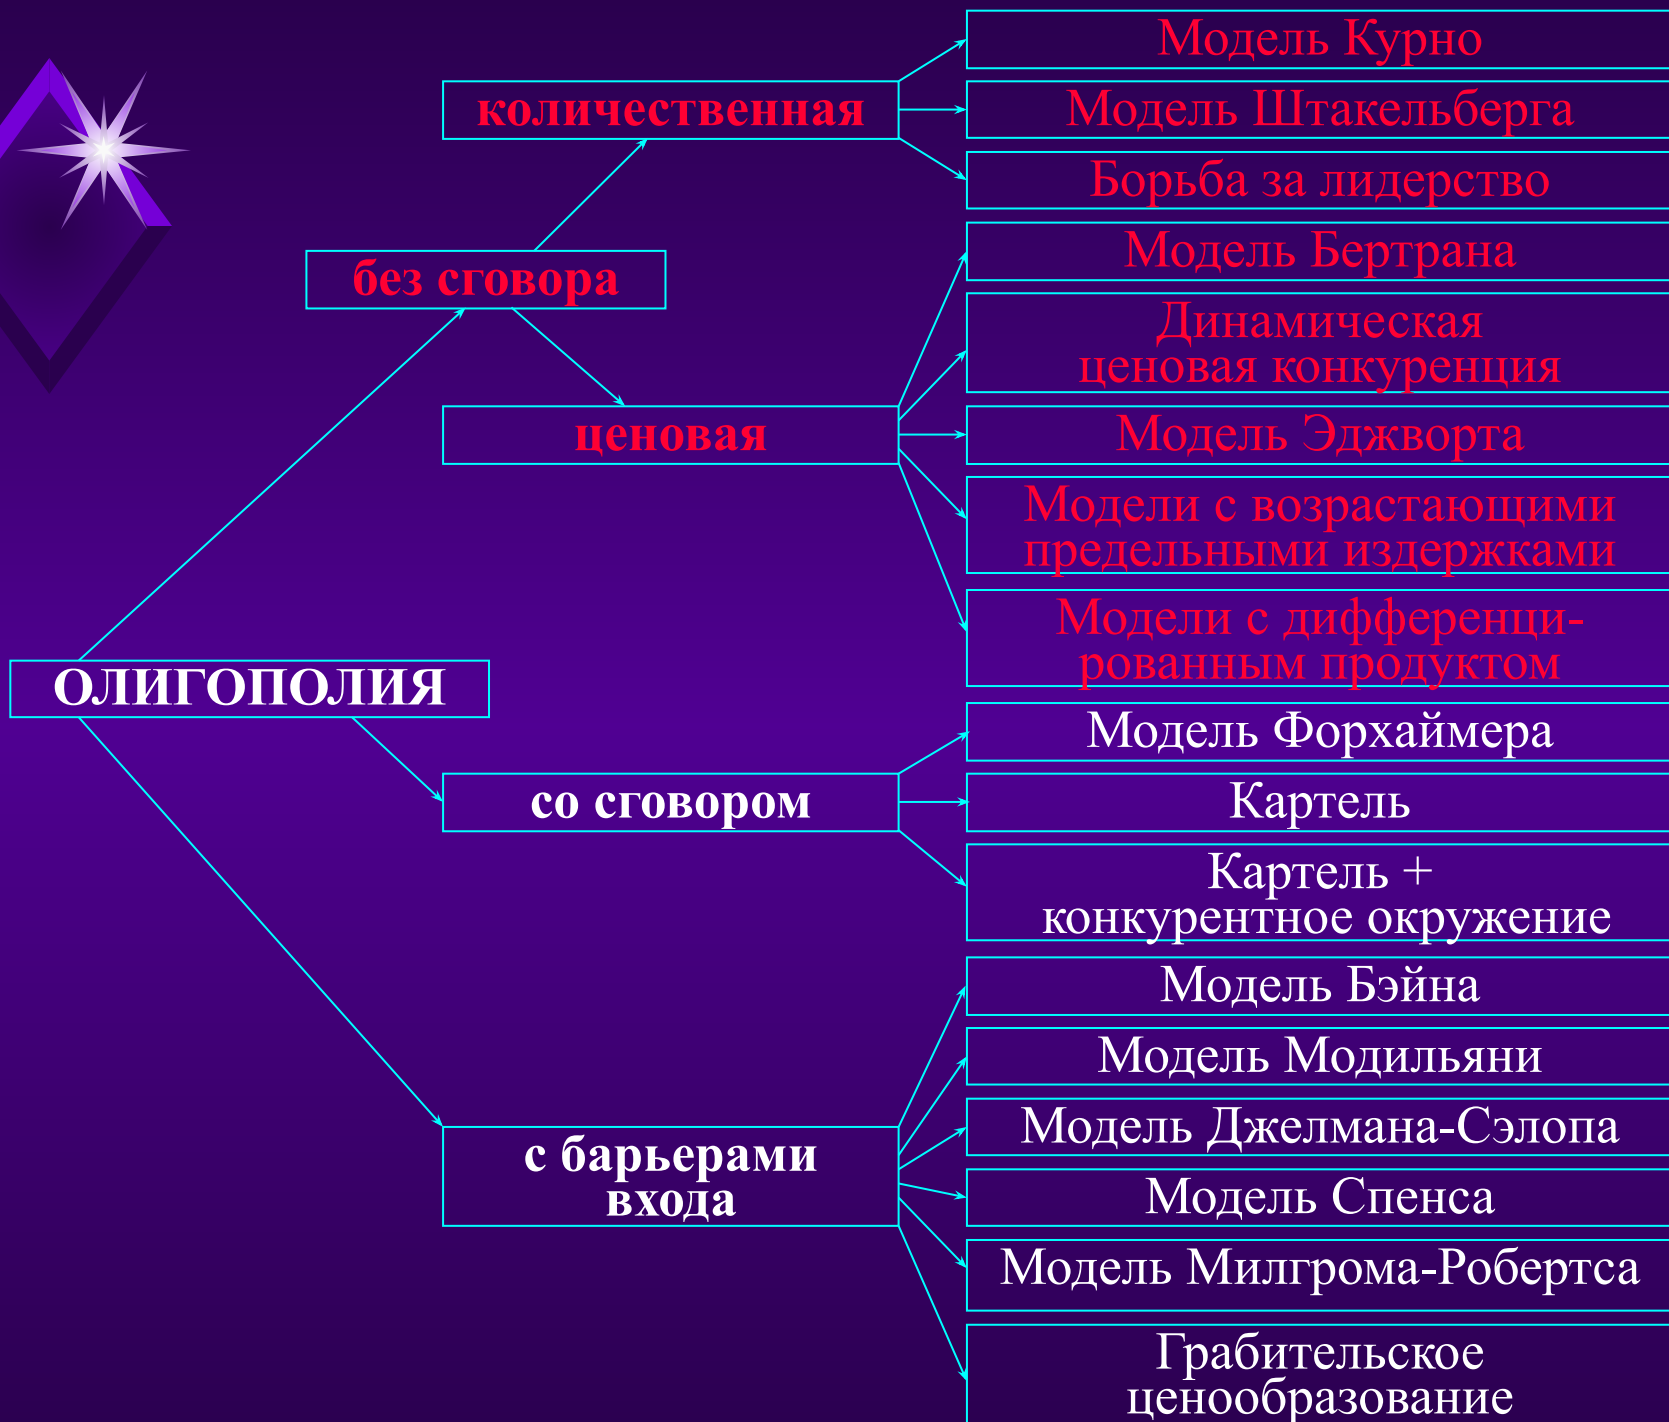 Модель Курно
количественная
Модель Штакельберга
Борьба за лидерство
без сговора
Модель Бертрана
Динамическая
ценовая конкуренция
ценовая
Модель Эджворта
Модели с возрастающими
предельными издержками
Модели с дифференци-
рованным продуктом
ОЛИГОПОЛИЯ
Модель Форхаймера
со сговором
Картель
Картель +
конкурентное окружение
Модель Бэйна
Модель Модильяни
Модель Джелмана-Сэлопа
с барьерами
входа
Модель Спенса
Модель Милгрома-Робертса
Грабительское
ценообразование